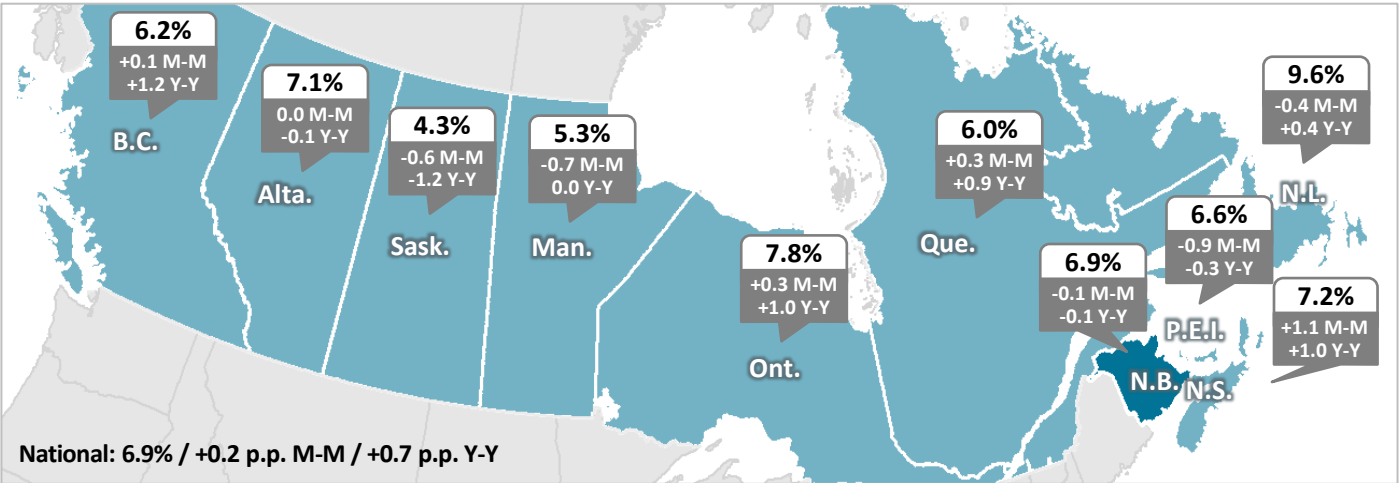 6.2%
+0.1 M-M
+1.2 Y-Y
B.C.
7.1%
0.0 M-M
-0.1 Y-Y
Alta.
4.3%
-0.6 M-M
-1.2 Y-Y
Sask.
5.3%
-0.7 M-M
0.0 Y-Y
Man.
7.8%
+0.3 M-M
+1.0 Y-Y
Ont.
6.0%
+0.3 M-M
+0.9 Y-Y
Que.
9.6%
-0.4 M-M
+0.4 Y-Y
N.L.
6.6%
-0.9 M-M
-0.3 Y-Y
P.E.I.
6.9%
-0.1 M-M
-0.1 Y-Y
N.B.
7.2%
+1.1 M-M
+1.0 Y-Y
N.S.
National: 6.9% / +0.2 p.p. M-M / +0.7 p.p. Y-Y